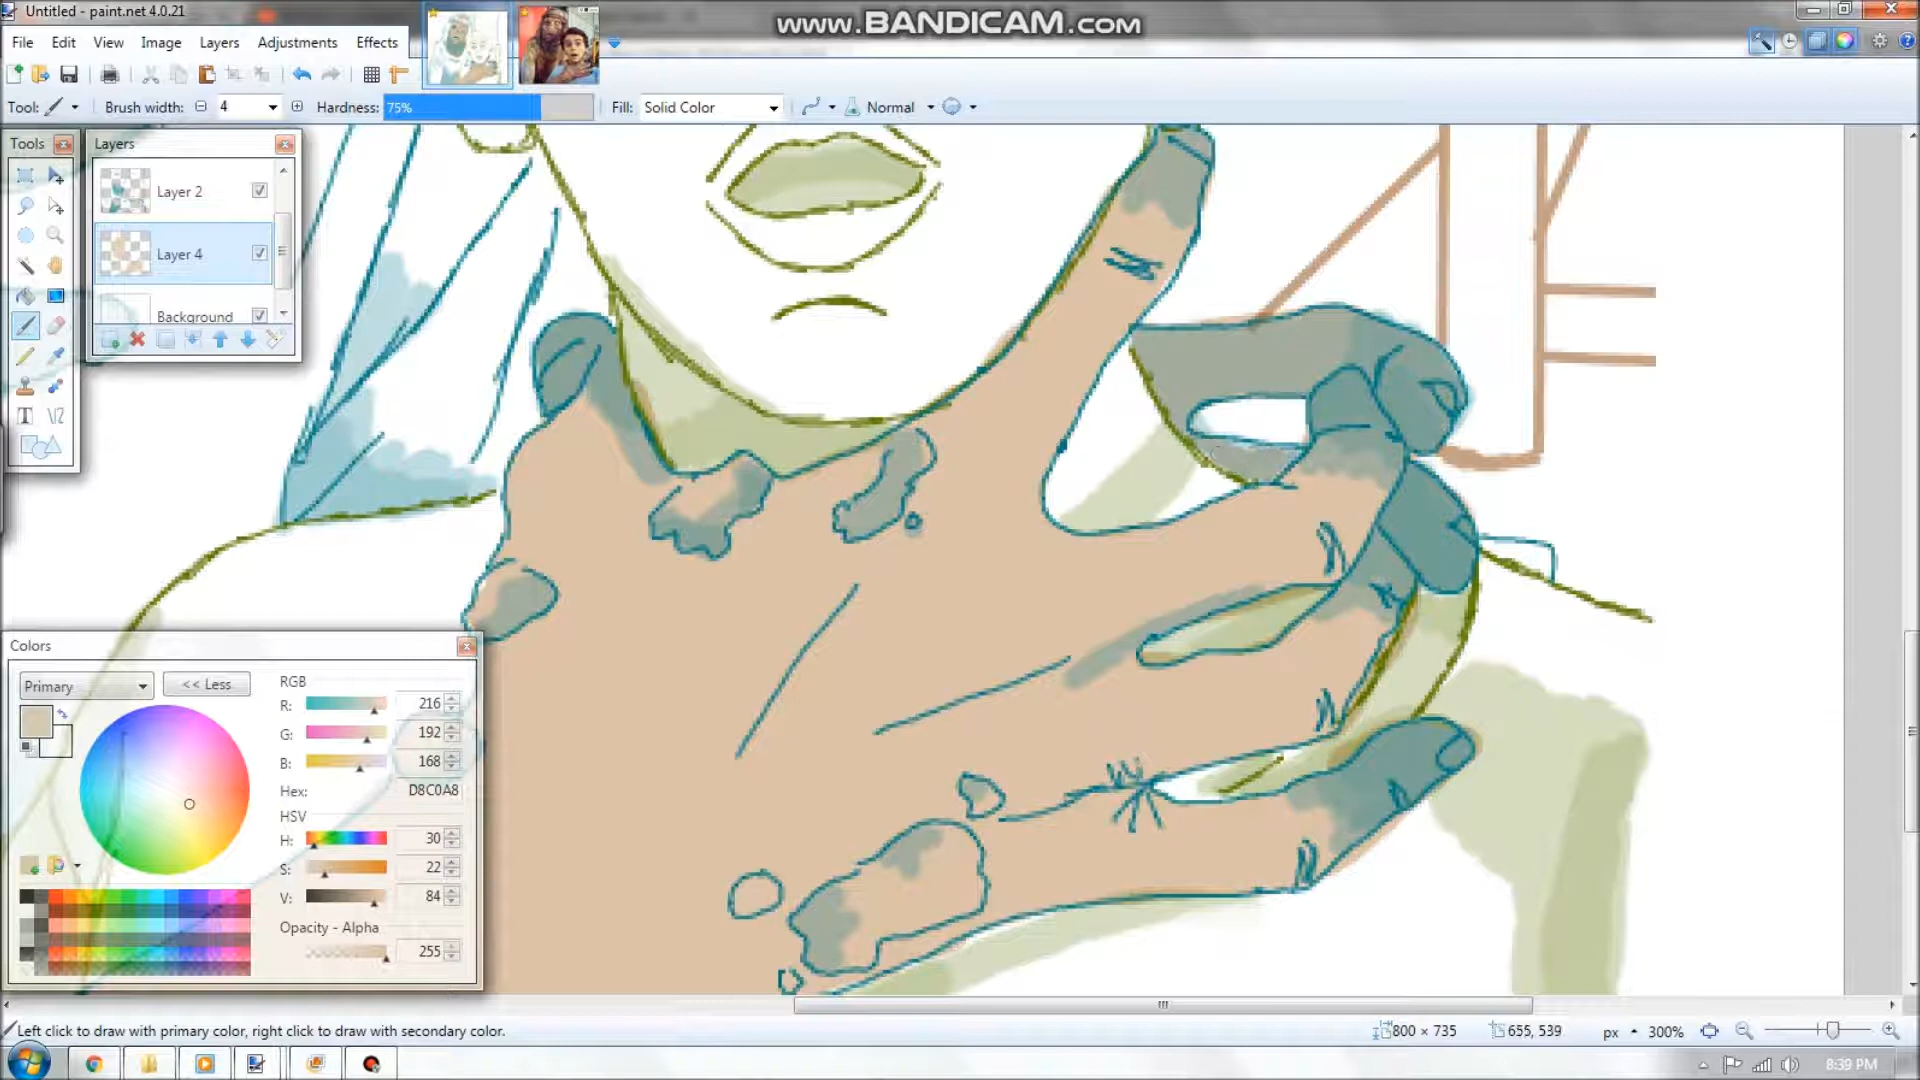 Untitled - paint.net 4.0.21
www.BANDICAM.com
File Edit View Image Layers Adjustments Effects
Tool: Brush width: 4 Hardness: 75% Fill: Solid Color Normal
Tools
Layers
Layer 2
Layer 4
Background
Colors
Primary
<< Less
RGB
R: 216
G: 192
B: 168
Hex: D8C0A8
HSV
H: 30
S: 22
V: 84
Opacity - Alpha
255
Left click to draw with primary color, right click to draw with secondary color.
800 × 735
655, 539
px
300%
8:39 PM